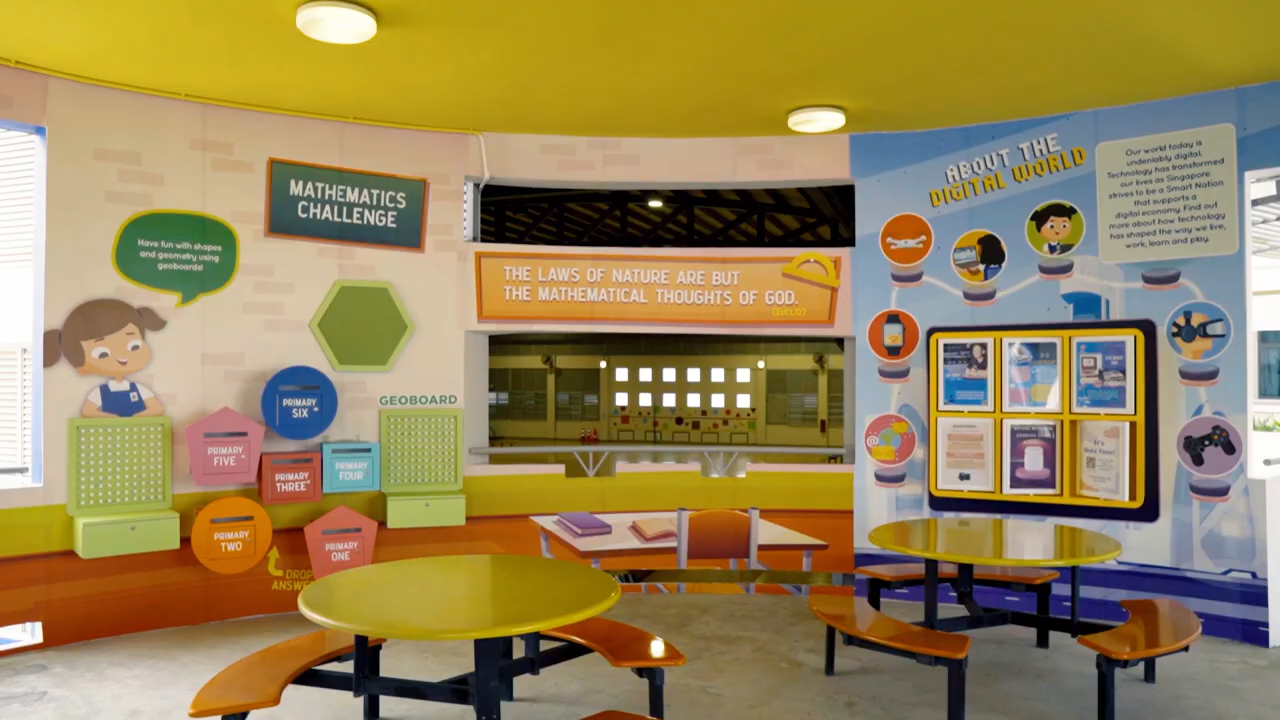 MATHEMATICS
CHALLENGE
Have fun with shapes
and geometry using
geoboards!
THE LAWS OF NATURE ARE BUT
THE MATHEMATICAL THOUGHTS OF GOD.
(EUCLID)
GEOBOARD
PRIMARY
SIX
PRIMARY
FIVE
PRIMARY
FOUR
PRIMARY
THREE
PRIMARY
TWO
PRIMARY
ONE
DROP
ABOUT THE
DIGITAL WORLD
Our world today is
undeniably digital.
Technology has transformed
our lives as Singapore
strives to be a Smart Nation
that supports a
digital economy. Find out
more about how technology
has shaped the way we live,
work, learn and play.
It's
Quiz Time!